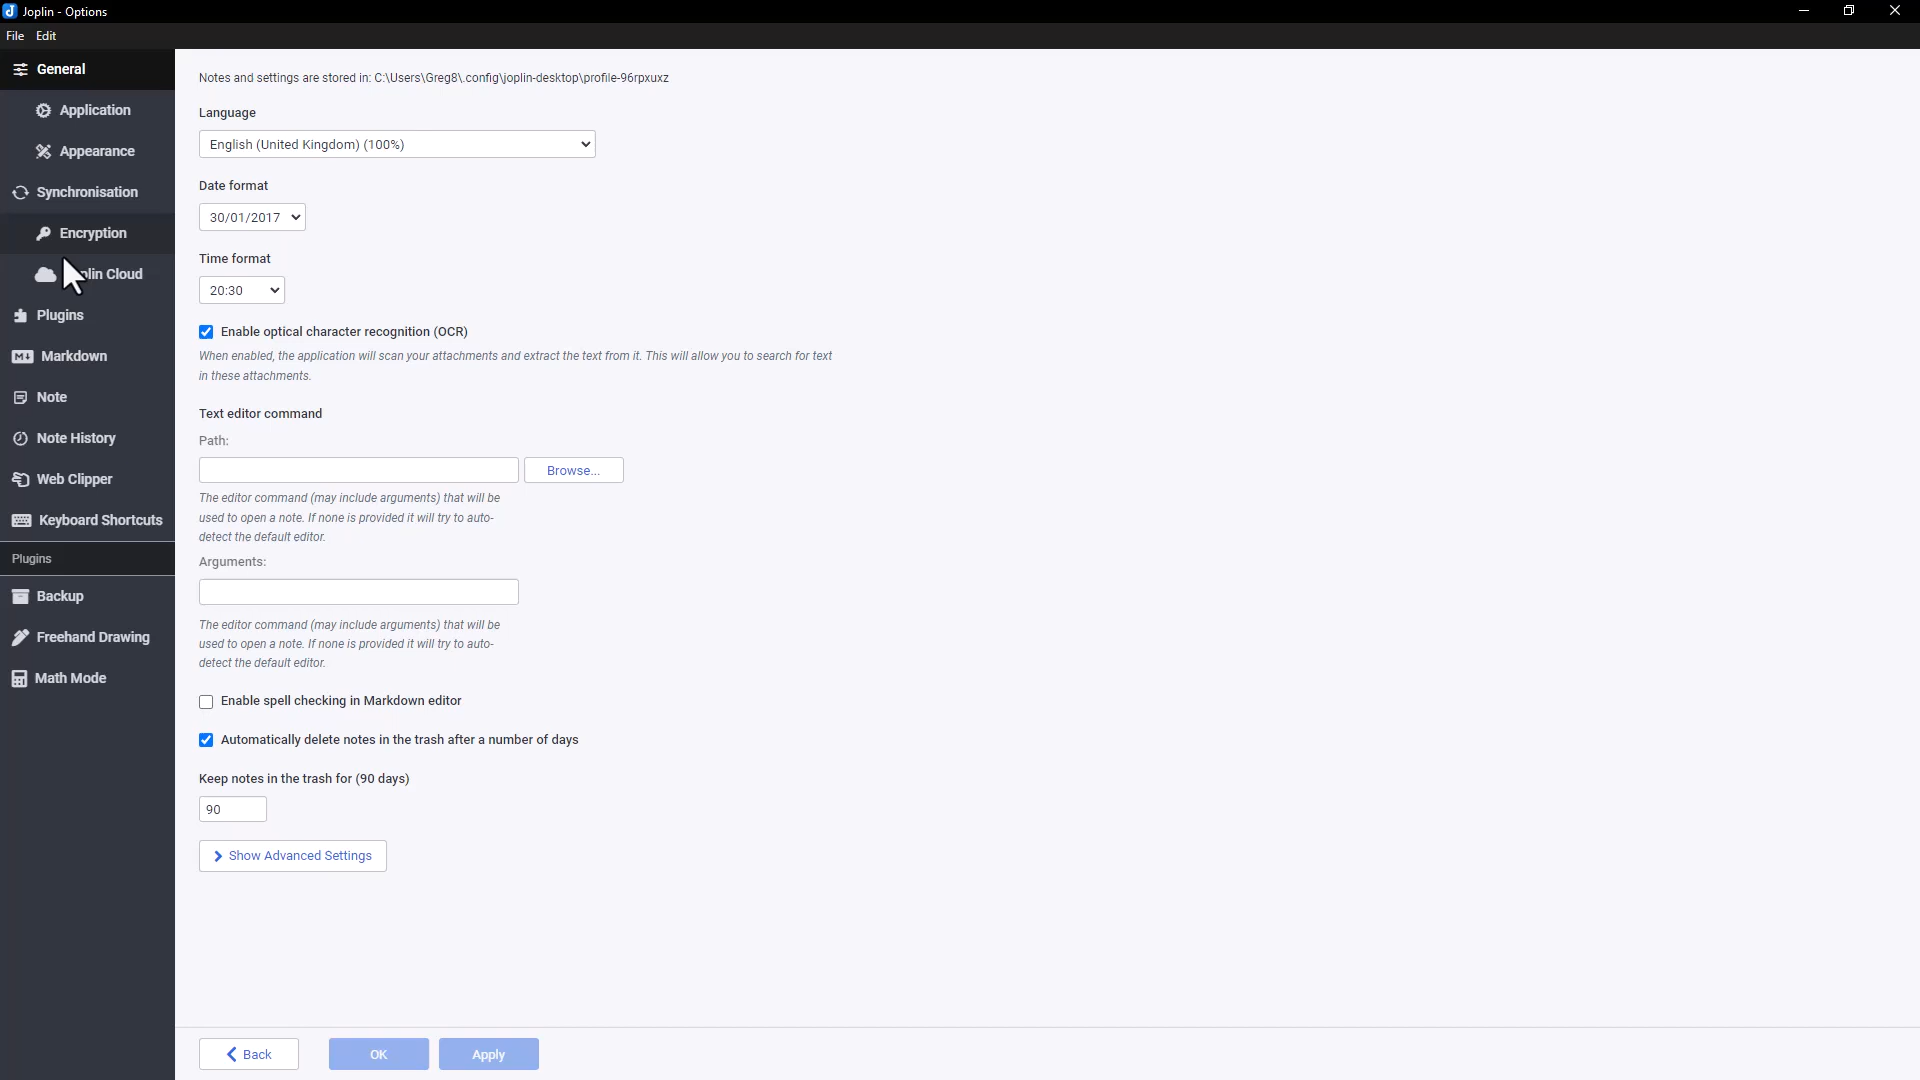 Joplin - Options
File Edit
General
Application
Appearance
Synchronisation
Encryption
plin Cloud
Plugins
Markdown
Note
Note History
Web Clipper
Keyboard Shortcuts
Plugins
Backup
Freehand Drawing
Math Mode
Notes and settings are stored in: C:\Users\Greg8\.config\joplin-desktop\profile-96rpxuxz
Language
English (United Kingdom) (100%)
Date format
30/01/2017
Time format
20:30
Enable optical character recognition (OCR)
When enabled, the application will scan your attachments and extract the text from it. This will allow you to search for text
in these attachments.
Text editor command
Path:
Browse...
The editor command (may include arguments) that will be
used to open a note. If none is provided it will try to auto-
detect the default editor.
Arguments:
The editor command (may include arguments) that will be
used to open a note. If none is provided it will try to auto-
detect the default editor.
Enable spell checking in Markdown editor
Automatically delete notes in the trash after a number of days
Keep notes in the trash for (90 days)
90
Show Advanced Settings
Back OK Apply